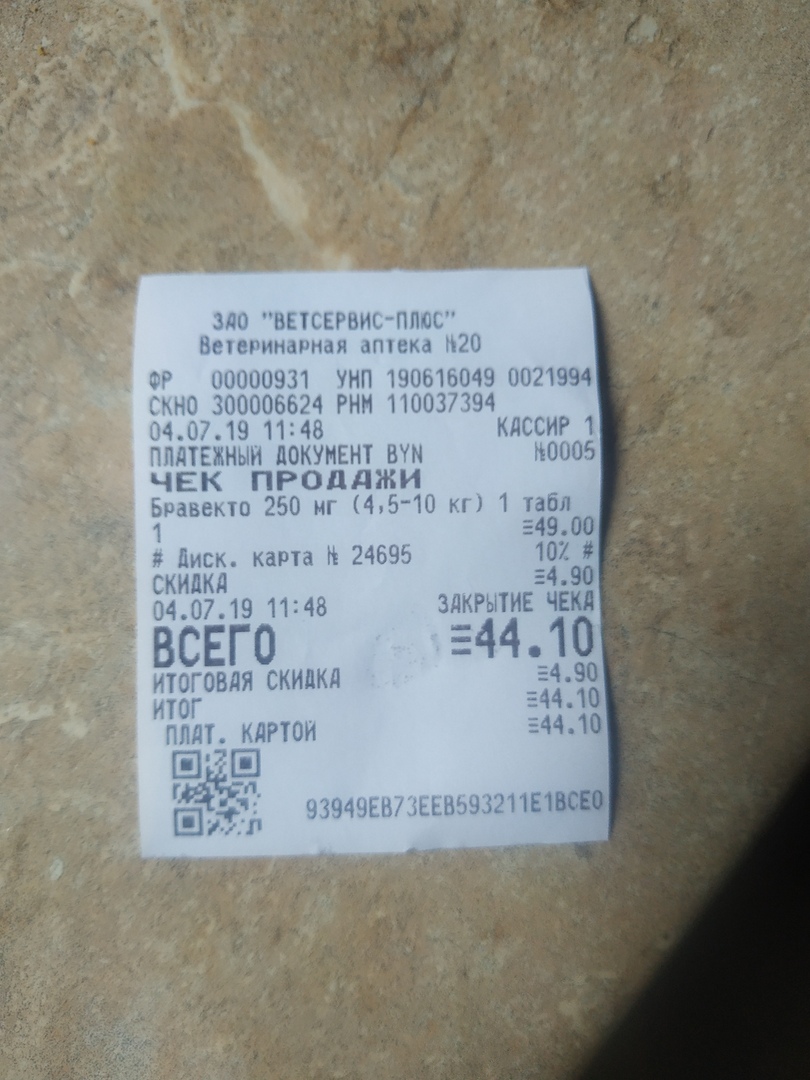 ЗАО "ВЕТСЕРВИС-ПЛЮС"
Ветеринарная аптека №20
ФР 00000931 УНП 190616049 0021994
СКНО 300006624 РНМ 110037394
04.07.19 11:48 КАССИР 1
ПЛАТЕЖНЫЙ ДОКУМЕНТ BYN №0005
ЧЕК ПРОДАЖИ
Бравекто 250 мг (4,5-10 кг) 1 табл
1 ≡49.00
# Диск. карта № 24695 10% #
СКИДКА ≡4.90
04.07.19 11:48 ЗАКРЫТИЕ ЧЕКА
ВСЕГО ≡44.10
ИТОГОВАЯ СКИДКА ≡4.90
ИТОГ ≡44.10
ПЛАТ. КАРТОЙ ≡44.10
93949EB73EEB593211E1BCE0